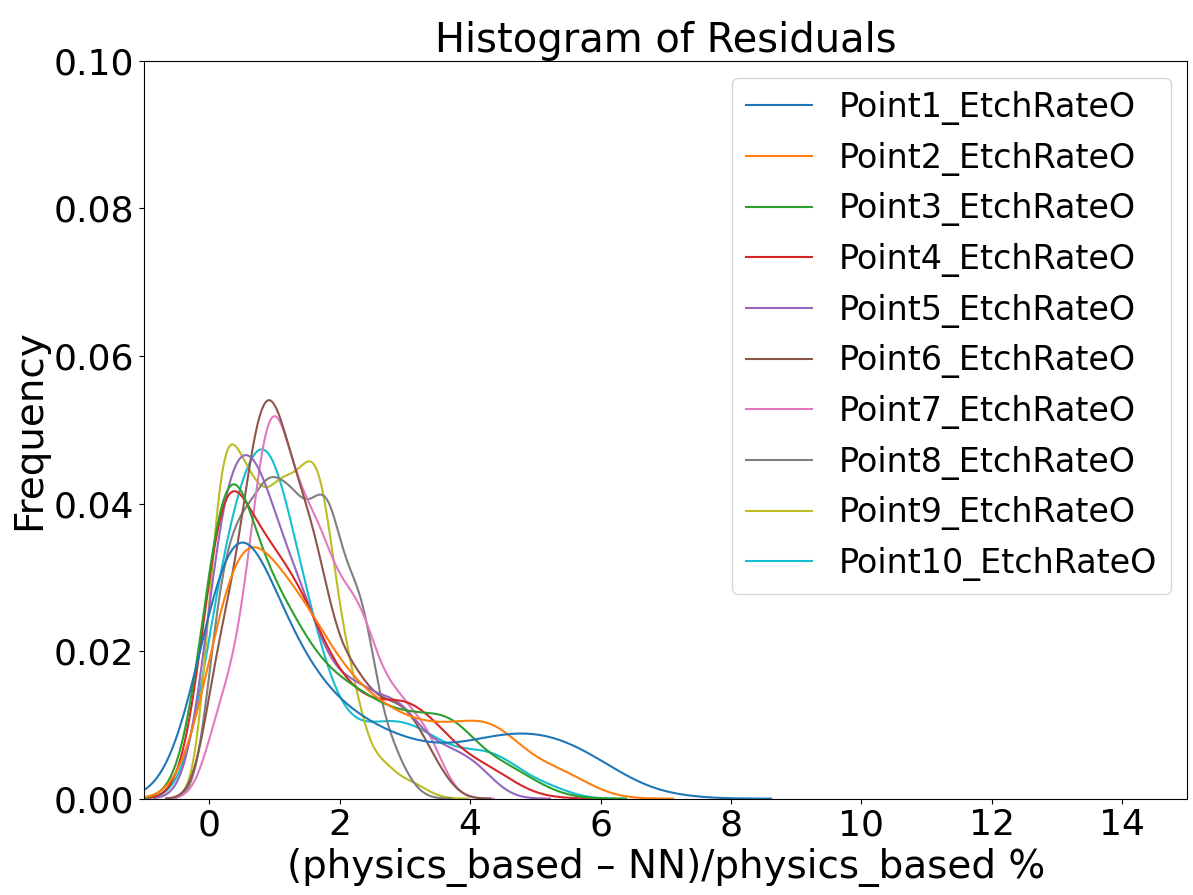 Histogram of Residuals
0.10
0.08
0.06
0.04
0.02
0.00
Frequency
Point1_EtchRateO
Point2_EtchRateO
Point3_EtchRateO
Point4_EtchRateO
Point5_EtchRateO
Point6_EtchRateO
Point7_EtchRateO
Point8_EtchRateO
Point9_EtchRateO
Point10_EtchRateO
0 2 4 6 8 10 12 14
(physics_based – NN)/physics_based %